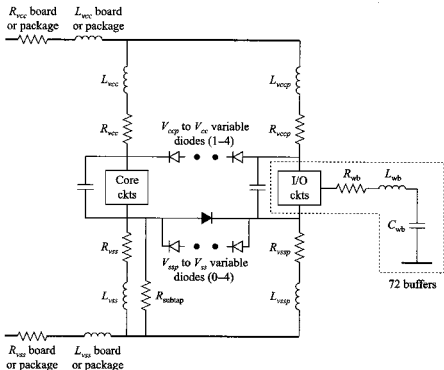 R_vcc board
or package
L_vcc board
or package
L_vcc
L_vccp
R_vcc
V_ccp to V_cc variable
diodes (1–4)
R_vccp
Core
ckts
I/O
ckts
R_wb
L_wb
C_wb
R_vss
V_ssp to V_ss variable
diodes (0–4)
R_vssp
72 buffers
L_vss
R_subtap
L_vssp
R_vss board
or package
L_vss board
or package